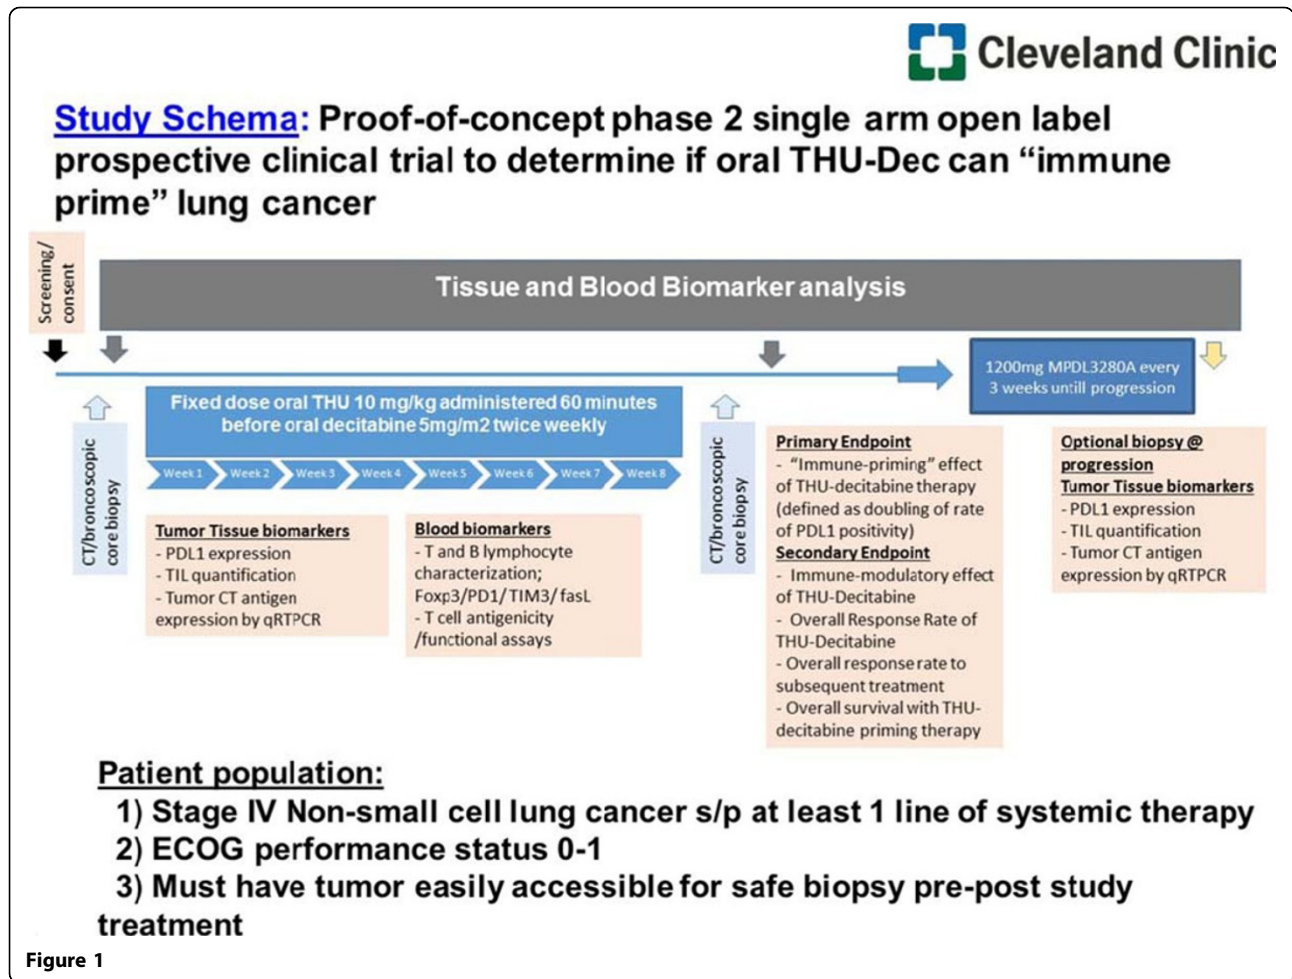 Cleveland Clinic
Study Schema: Proof-of-concept phase 2 single arm open label
prospective clinical trial to determine if oral THU-Dec can “immune
prime” lung cancer
Screening/
consent
Tissue and Blood Biomarker analysis
1200mg MPDL3280A every
3 weeks untill progression
CT/broncoscopic
core biopsy
Fixed dose oral THU 10 mg/kg administered 60 minutes
before oral decitabine 5mg/m2 twice weekly
Week 1 Week 2 Week 3 Week 4 Week 5 Week 6 Week 7 Week 8
Tumor Tissue biomarkers
- PDL1 expression
- TIL quantification
- Tumor CT antigen
expression by qRTPCR
Blood biomarkers
- T and B lymphocyte
characterization;
Foxp3/PD1/ TIM3/ fasL
- T cell antigenicity
/functional assays
CT/broncoscopic
core biopsy
Primary Endpoint
- “Immune-priming” effect
of THU-decitabine therapy
(defined as doubling of rate
of PDL1 positivity)
Secondary Endpoint
- Immune-modulatory effect
of THU-Decitabine
- Overall Response Rate of
THU-Decitabine
- Overall response rate to
subsequent treatment
- Overall survival with THU-
decitabine priming therapy
Optional biopsy @
progression
Tumor Tissue biomarkers
- PDL1 expression
- TIL quantification
- Tumor CT antigen
expression by qRTPCR
Patient population:
1) Stage IV Non-small cell lung cancer s/p at least 1 line of systemic therapy
2) ECOG performance status 0-1
3) Must have tumor easily accessible for safe biopsy pre-post study
treatment
Figure 1